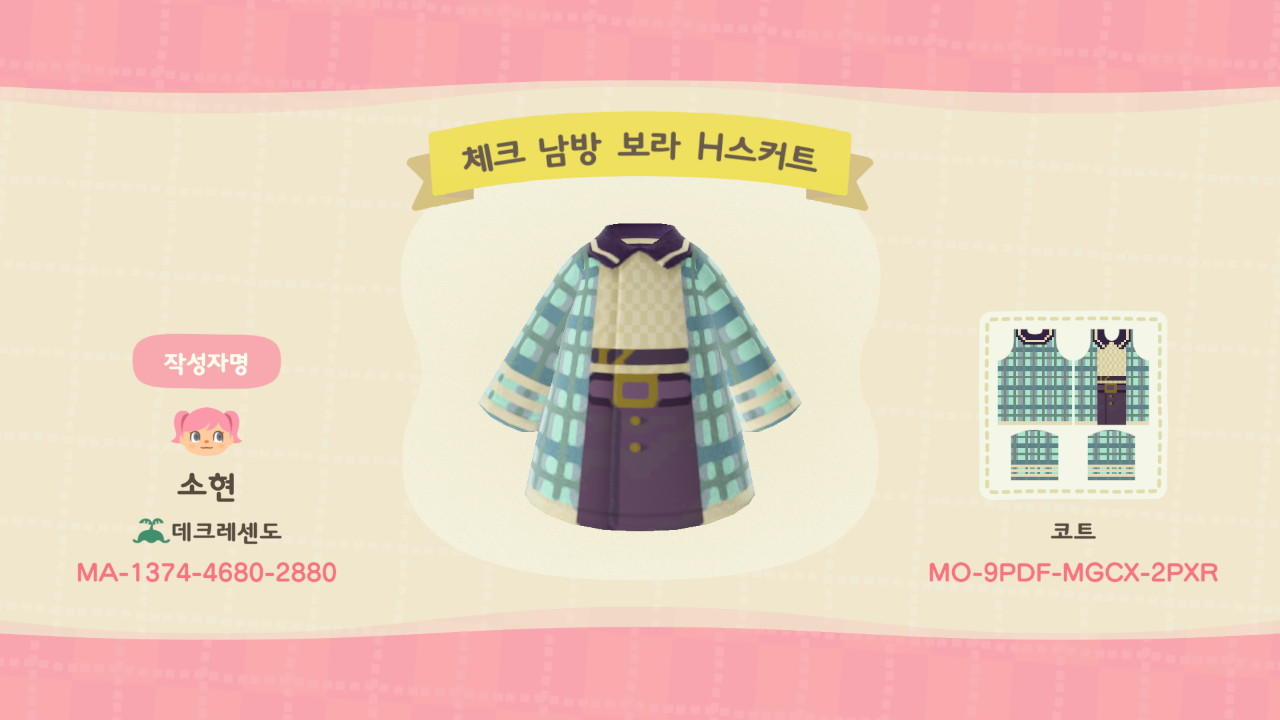 체크 남방 보라 H스커트
작성자명
소현
데크레센도
MA-1374-4680-2880
코트
MO-9PDF-MGCX-2PXR